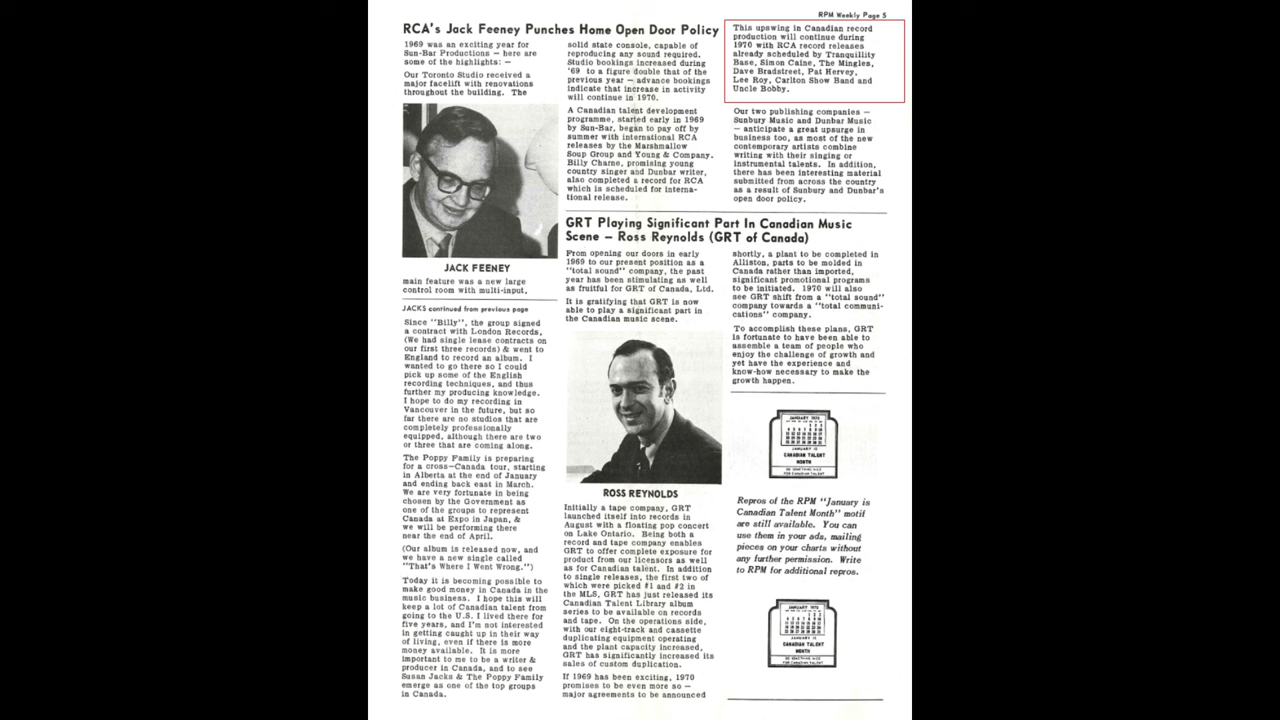 RPM Weekly Page 5
RCA's Jack Feeney Punches Home Open Door Policy
1969 was an exciting year for
Sun-Bar Productions — here are
some of the highlights: —
Our Toronto Studio received a
major facelift with renovations
throughout the building. The
JACK FEENEY
main feature was a new large
control room with multi-input,
solid state console, capable of
reproducing any sound required.
Studio bookings increased during
'69 to a figure double that of the
previous year — advance bookings
indicate that increase in activity
will continue in 1970.
A Canadian talent development
programme, started early in 1969
by Sun-Bar, began to pay off by
summer with international RCA
releases by the Marshmallow
Soup Group and Young & Company.
Billy Charne, promising young
country singer and Dunbar writer,
also completed a record for RCA
which is scheduled for interna-
tional release.
This upswing in Canadian record
production will continue during
1970 with RCA record releases
already scheduled by Tranquillity
Base, Simon Caine, The Mingles,
Dave Bradstreet, Pat Hervey,
Lee Roy, Carlton Show Band and
Uncle Bobby.
Our two publishing companies —
Sunbury Music and Dunbar Music
— anticipate a great upsurge in
business too, as most of the new
contemporary artists combine
writing with their singing or
instrumental talents. In addition,
there has been interesting material
submitted from across the country
as a result of Sunbury and Dunbar's
open door policy.
JACKS continued from previous page
Since "Billy", the group signed
a contract with London Records,
(We had single lease contracts on
our first three records) & went to
England to record an album. I
wanted to go there so I could
pick up some of the English
recording techniques, and thus
further my producing knowledge.
I hope to do my recording in
Vancouver in the future, but so
far there are no studios that are
completely professionally
equipped, although there are two
or three that are coming along.
The Poppy Family is preparing
for a cross-Canada tour, starting
in Alberta at the end of January
and ending back east in March.
We are very fortunate in being
chosen by the Government as
one of the groups to represent
Canada at Expo in Japan, &
we will be performing there
near the end of April.
(Our album is released now, and
we have a new single called
"That's Where I Went Wrong.")
Today it is becoming possible to
make good money in Canada in the
music business. I hope this will
keep a lot of Canadian talent from
going to the U.S. I lived there for
five years, and I'm not interested
in getting caught up in their way
of living, even if there is more
money available. It is more
important to me to be a writer &
producer in Canada, and to see
Susan Jacks & The Poppy Family
emerge as one of the top groups
in Canada.
GRT Playing Significant Part In Canadian Music
Scene — Ross Reynolds (GRT of Canada)
From opening our doors in early
1969 to our present position as a
"total sound" company, the past
year has been stimulating as well
as fruitful for GRT of Canada, Ltd.
It is gratifying that GRT is now
able to play a significant part in
the Canadian music scene.
ROSS REYNOLDS
Initially a tape company, GRT
launched itself into records in
August with a floating pop concert
on Lake Ontario. Being both a
record and tape company enables
GRT to offer complete exposure for
product from our licensors as well
as for Canadian talent. In addition
to single releases, the first two of
which were picked #1 and #2 in
the MLS, GRT has just released its
Canadian Talent Library album
series to be available on records
and tape. On the operations side,
with our eight-track and cassette
duplicating equipment operating
and the plant capacity increased,
GRT has significantly increased its
sales of custom duplication.
If 1969 has been exciting, 1970
promises to be even more so —
major agreements to be announced
shortly, a plant to be completed in
Alliston, parts to be molded in
Canada rather than imported,
significant promotional programs
to be initiated. 1970 will also
see GRT shift from a "total sound"
company towards a "total communi-
cations" company.
To accomplish these plans, GRT
is fortunate to have been able to
assemble a team of people who
enjoy the challenge of growth and
yet have the experience and
know-how necessary to make the
growth happen.
JANUARY 1970
JANUARY IS
CANADIAN TALENT
MONTH
DO SOMETHING NICE
FOR CANADIAN TALENT
Repros of the RPM "January is
Canadian Talent Month" motif
are still available. You can
use them in your ads, mailing
pieces on your charts without
any further permission. Write
to RPM for additional repros.
JANUARY 1970
JANUARY IS
CANADIAN TALENT
MONTH
DO SOMETHING NICE
FOR CANADIAN TALENT